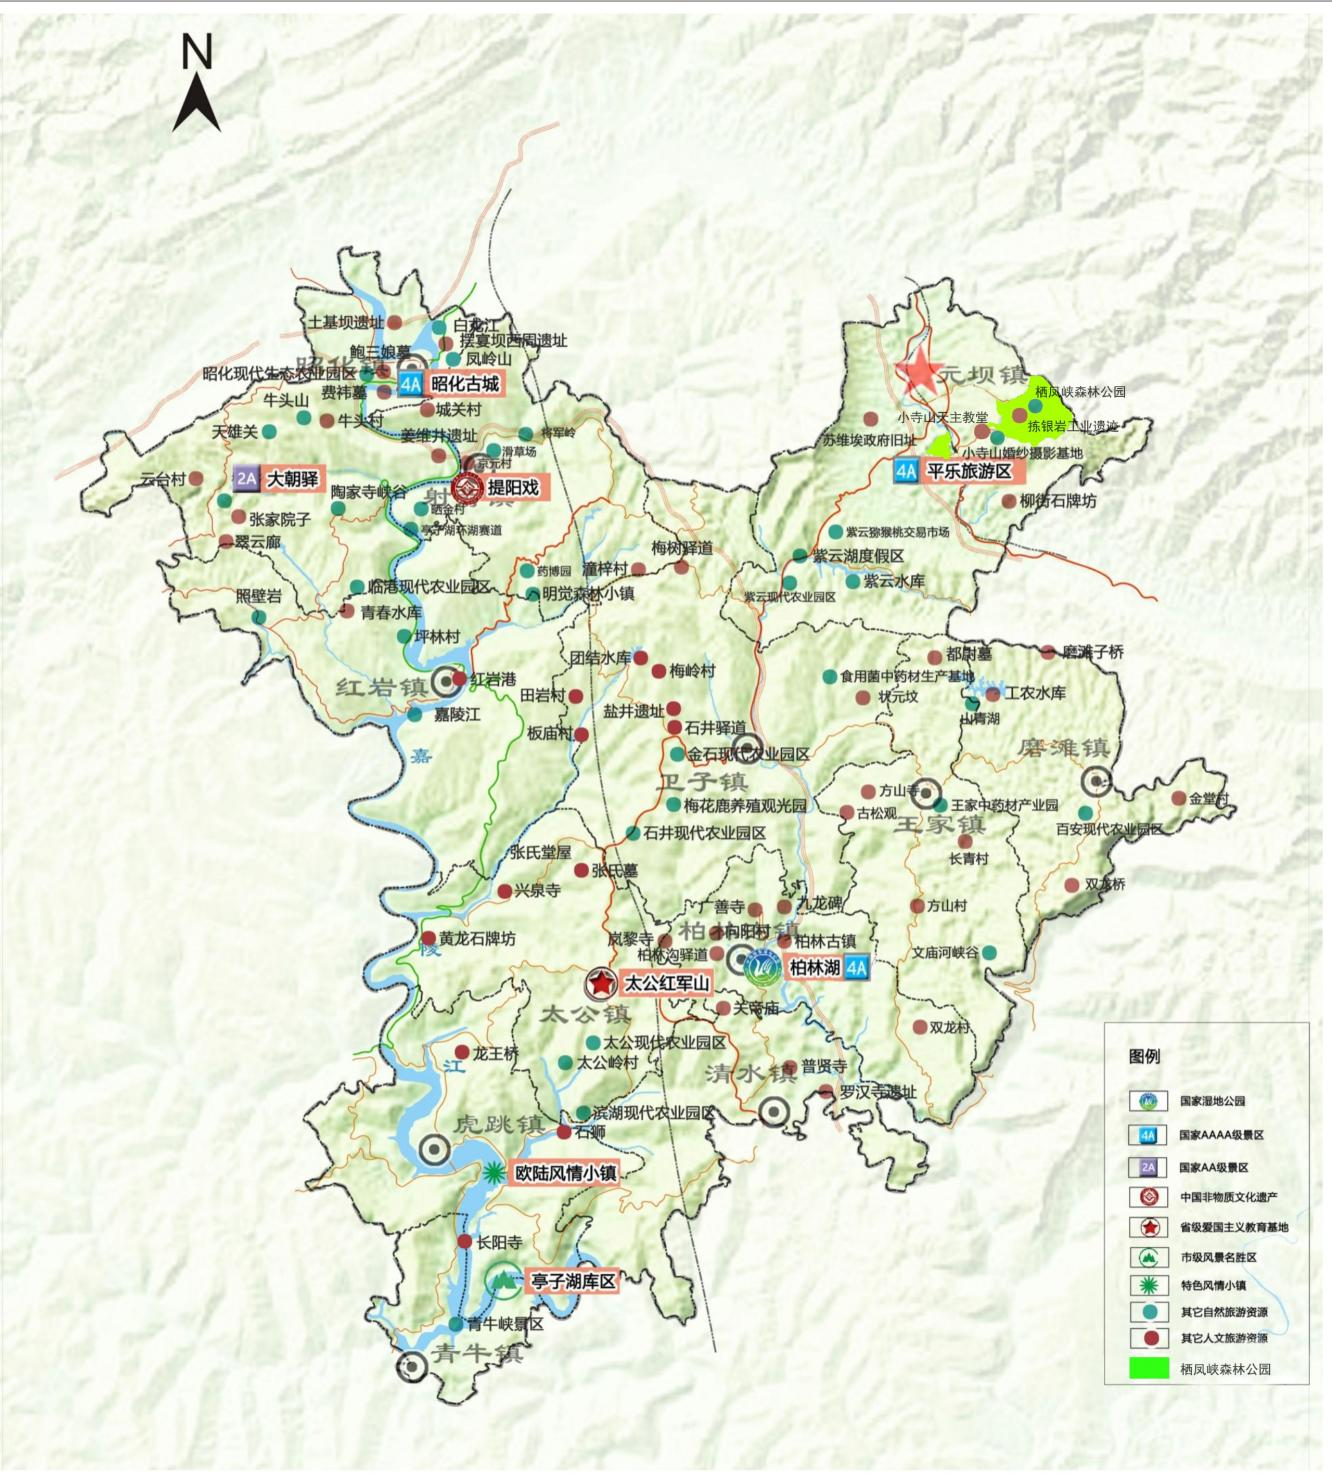 N
土基坝遗址
白龙江
摆宴坝西周遗址
鲍三娘墓
凤岭山
昭化镇
昭化现代生态农业园区
4A
昭化古城
费祎墓
牛头山
城关村
牛头村
天雄关
姜维井遗址
将军岭
滑草场
京元村
云台村
2A
大朝驿
提阳戏
陶家寺峡谷
射箭镇
晒金村
张家院子
亭子湖环湖赛道
翠云廊
元坝镇
栖凤峡森林公园
小寺山天主教堂
拣银岩工业遗迹
苏维埃政府旧址
小寺山婚纱摄影基地
4A
平乐旅游区
柳街石牌坊
紫云猕猴桃交易市场
紫云湖度假区
紫云水库
紫云现代农业园区
梅树驿道
潼梓村
药博园
明觉森林小镇
临港现代农业园区
照壁岩
青春水库
坪林村
红岩镇
红岩港
嘉陵江
团结水库
梅岭村
田岩村
盐井遗址
石井驿道
板庙村
金石现代农业园区
卫子镇
梅花鹿养殖观光园
石井现代农业园区
都尉墓
磨滩子桥
食用菌中药材生产基地
状元坟
工农水库
山青湖
磨滩镇
方山寺
古松观
王家中药材产业园
王家镇
金堂村
百安现代农业园区
长青村
双龙桥
方山村
文庙河峡谷
双龙村
嘉
陵
江
张氏堂屋
张氏墓
兴泉寺
黄龙石牌坊
广善寺
九龙碑
向阳村
柏林古镇
岚黎寺
柏林沟驿道
柏林湖
4A
太公红军山
太公镇
关帝庙
太公现代农业园区
太公岭村
龙王桥
清水镇
普贤寺
罗汉寺遗址
滨湖现代农业园区
石狮
虎跳镇
欧陆风情小镇
长阳寺
亭子湖库区
青牛峡景区
青牛镇
图例
国家湿地公园
4A
国家AAAA级景区
2A
国家AA级景区
中国非物质文化遗产
省级爱国主义教育基地
市级风景名胜区
特色风情小镇
其它自然旅游资源
其它人文旅游资源
栖凤峡森林公园